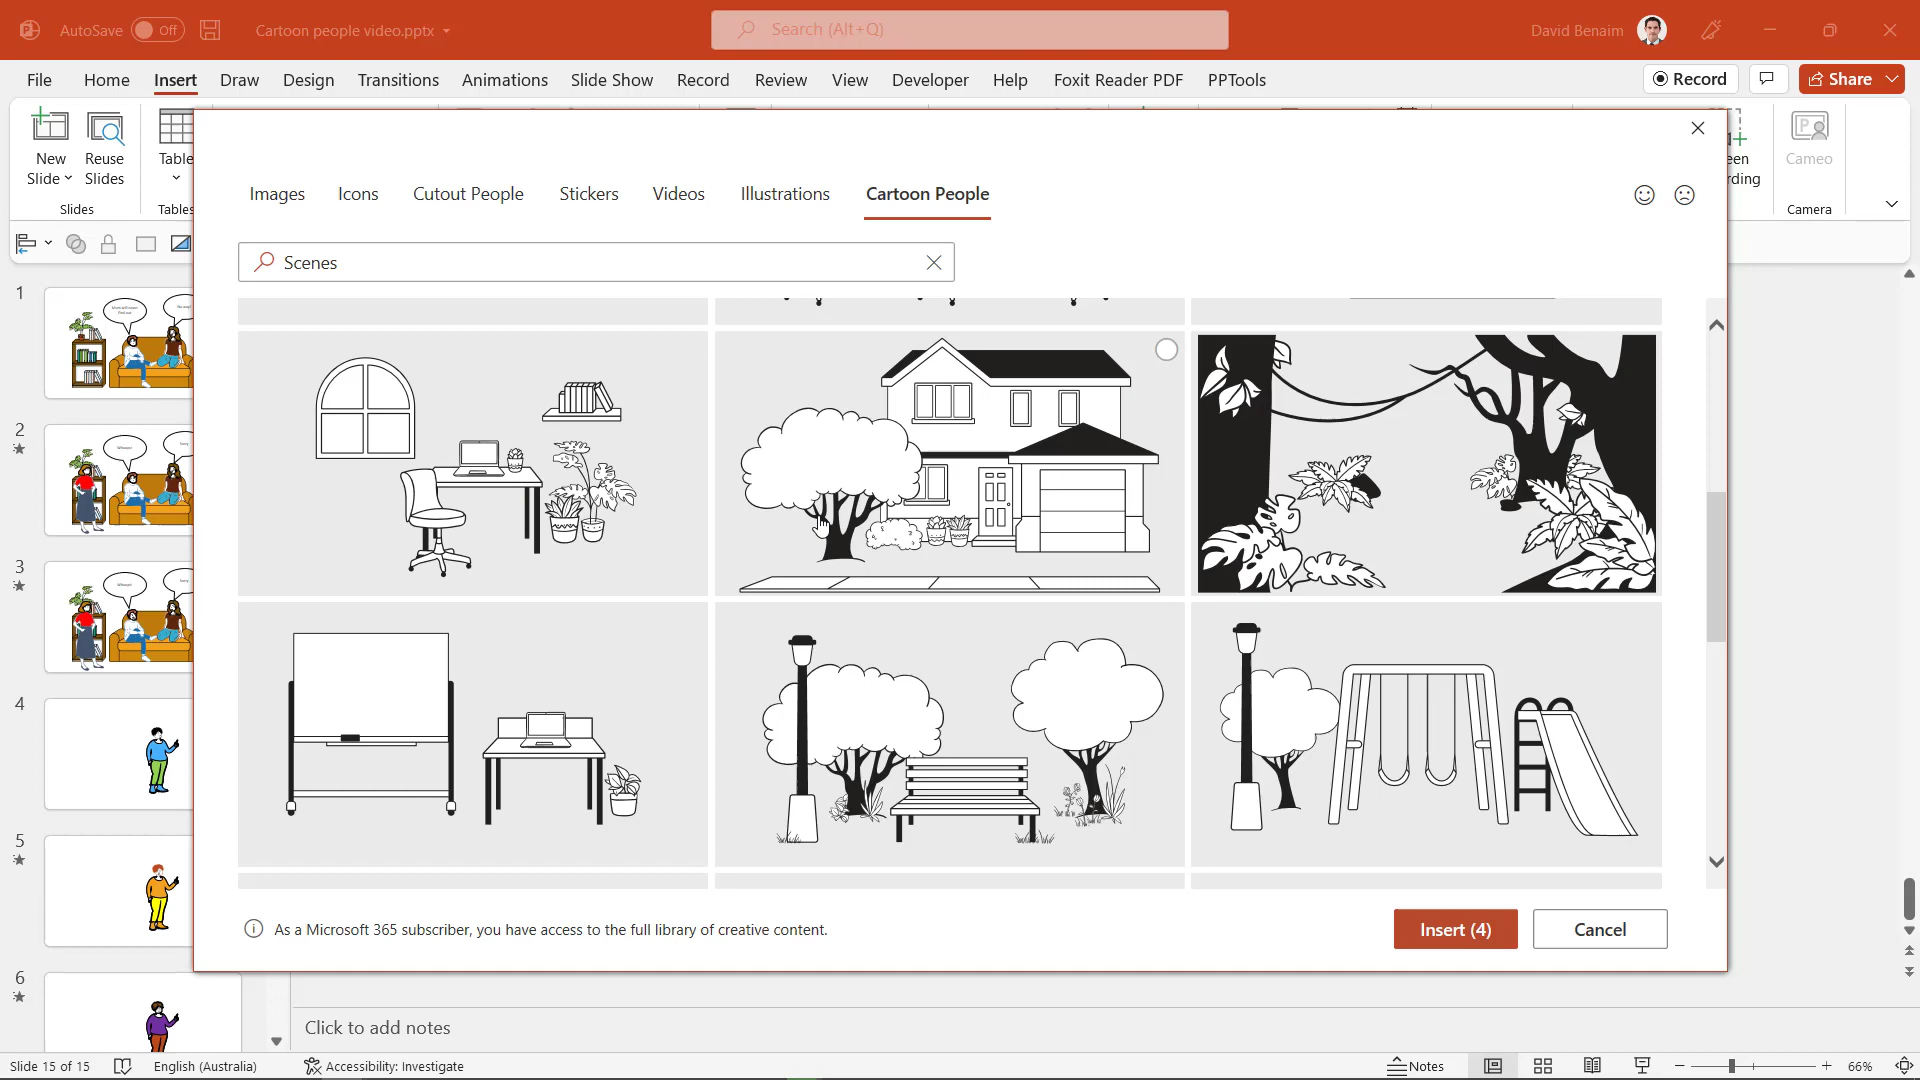 AutoSave Off Cartoon people video.pptx Search (Alt+Q) David Benaim
File Home Insert Draw Design Transitions Animations Slide Show Record Review View Developer Help Foxit Reader PDF PPTools Record Share
New Slide
Reuse Slides
Table
een
rding
Cameo
Slides Tables Camera
Images Icons Cutout People Stickers Videos Illustrations Cartoon People
Scenes
1
2
3
4
5
6
As a Microsoft 365 subscriber, you have access to the full library of creative content.
Insert (4) Cancel
Click to add notes
Slide 15 of 15 English (Australia) Accessibility: Investigate Notes 66%